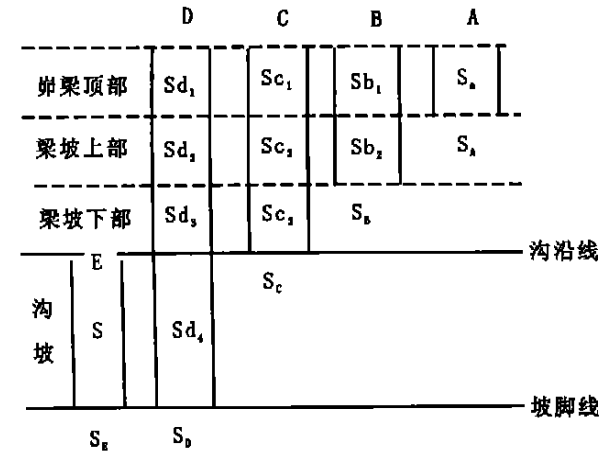 D C B A
峁梁顶部 Sd₁ Sc₁ Sb₁ Sₐ
梁坡上部 Sd₂ Sc₂ Sb₂ S_A
梁坡下部 Sd₃ Sc₃ S_B
沟沿线
E
S_C
沟坡 S Sd₄
坡脚线
S_E S_D